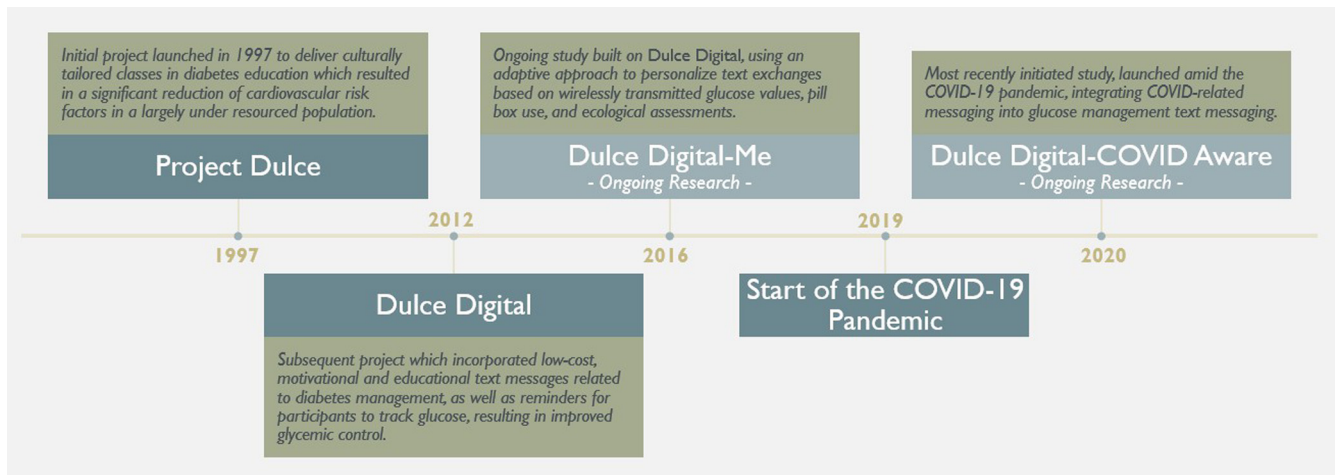 Initial project launched in 1997 to deliver culturally
tailored classes in diabetes education which resulted
in a significant reduction of cardiovascular risk
factors in a largely under resourced population.
Project Dulce
1997
2012
Dulce Digital
Subsequent project which incorporated low-cost,
motivational and educational text messages related
to diabetes management, as well as reminders for
participants to track glucose, resulting in improved
glycemic control.
Ongoing study built on Dulce Digital, using an
adaptive approach to personalize text exchanges
based on wirelessly transmitted glucose values, pill
box use, and ecological assessments.
Dulce Digital-Me
- Ongoing Research -
2016
2019
Start of the COVID-19
Pandemic
Most recently initiated study, launched amid the
COVID-19 pandemic, integrating COVID-related
messaging into glucose management text messaging.
Dulce Digital-COVID Aware
- Ongoing Research -
2020